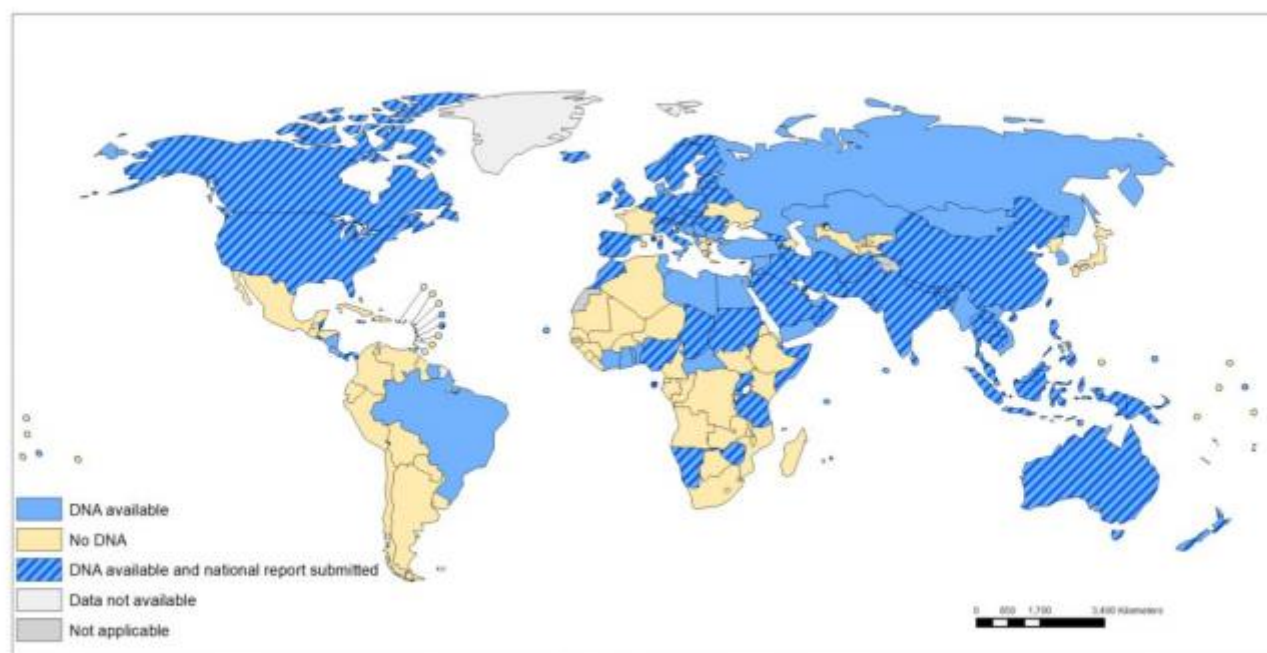 DNA available
No DNA
DNA available and national report submitted
Data not available
Not applicable
0 850 1,700 3,400 Kilometers